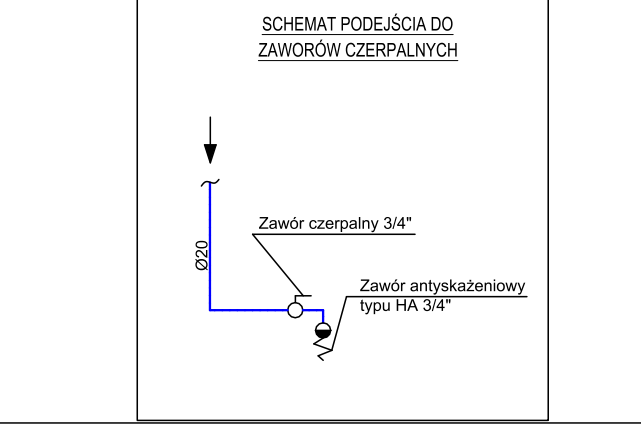 SCHEMAT PODEJŚCIA DO
ZAWORÓW CZERPALNYCH
Zawór czerpalny 3/4"
Ø20
Zawór antyskażeniowy
typu HA 3/4"